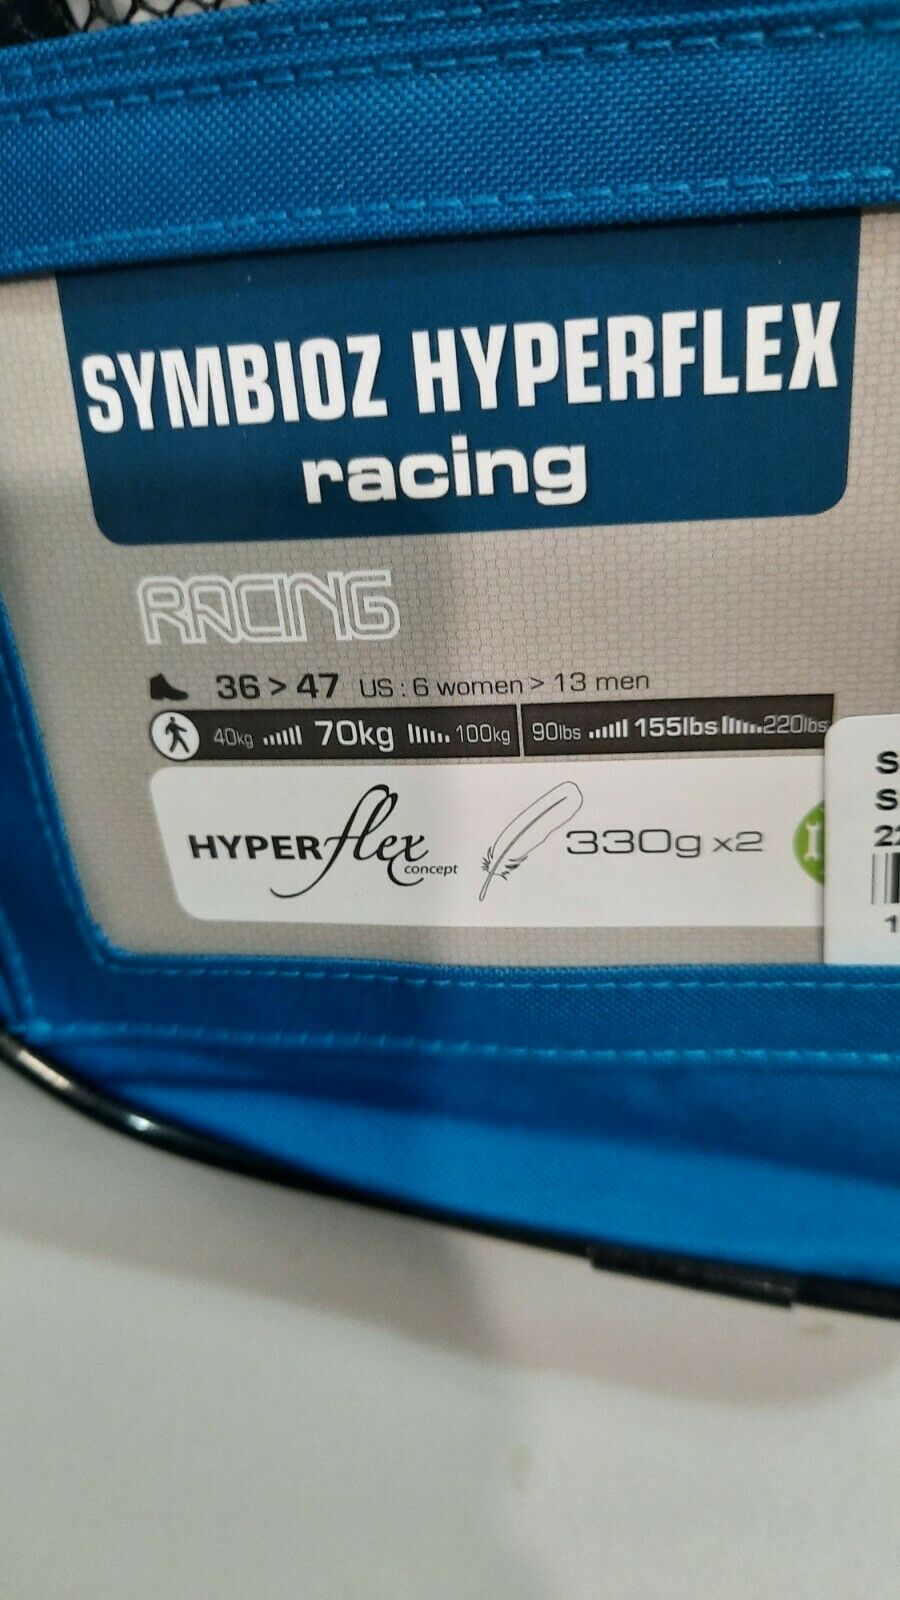 SYMBIOZ HYPERFLEX
racing
RACING
36 > 47 US : 6 women > 13 men
40kg 70kg 100kg 90lbs 155lbs 220lbs
HYPERflex concept 330g x2
S
S
1